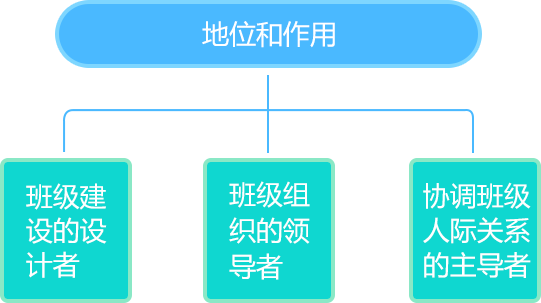 地位和作用
班级建
设的设
计者
班级组
织的领
导者
协调班级
人际关系
的主导者